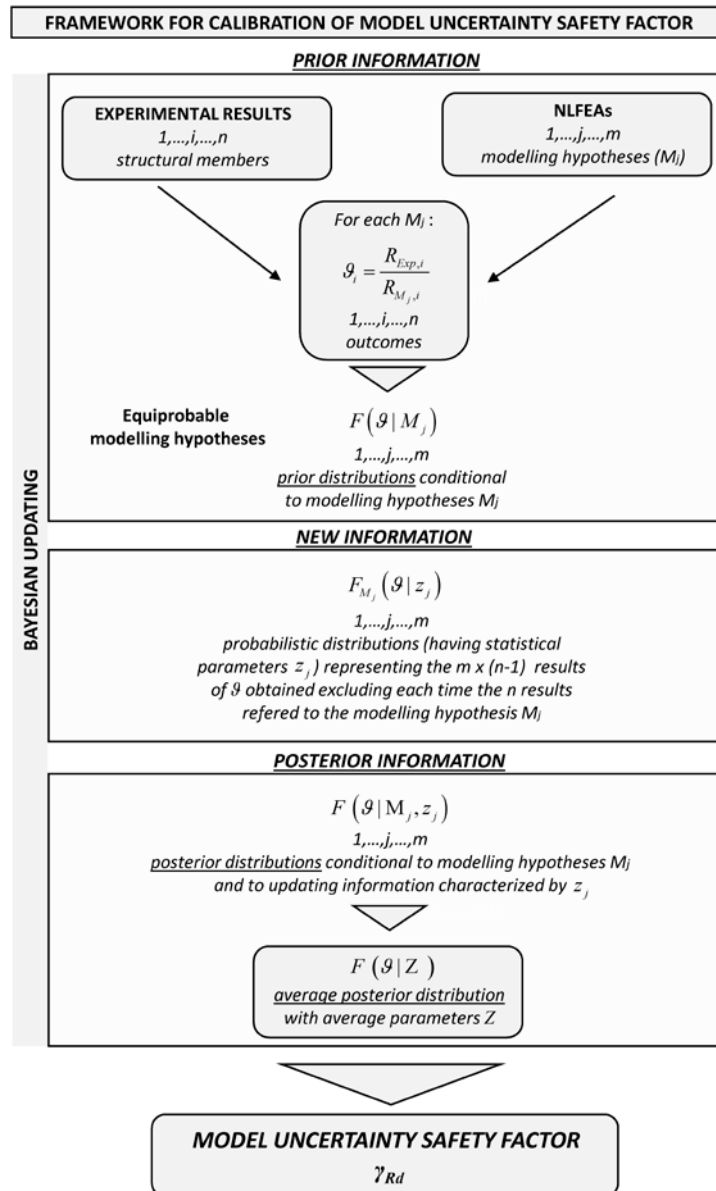 FRAMEWORK FOR CALIBRATION OF MODEL UNCERTAINTY SAFETY FACTOR
BAYESIAN UPDATING
PRIOR INFORMATION
EXPERIMENTAL RESULTS
1,...,i,...,n
structural members
NLFEAs
1,...,j,...,m
modelling hypotheses (Mj)
For each Mj :
ϑi = RExp,i / RMj,i
1,...,i,...,n
outcomes
Equiprobable
modelling hypotheses
F(ϑ | Mj)
1,...,j,...,m
prior distributions conditional
to modelling hypotheses Mj
NEW INFORMATION
FMj(ϑ | zj)
1,...,j,...,m
probabilistic distributions (having statistical
parameters zj) representing the m x (n-1) results
of ϑ obtained excluding each time the n results
refered to the modelling hypothesis Mj
POSTERIOR INFORMATION
F(ϑ | Mj, zj)
1,...,j,...,m
posterior distributions conditional to modelling hypotheses Mj
and to updating information characterized by zj
F(ϑ | Z)
average posterior distribution
with average parameters Z
MODEL UNCERTAINTY SAFETY FACTOR
γRd